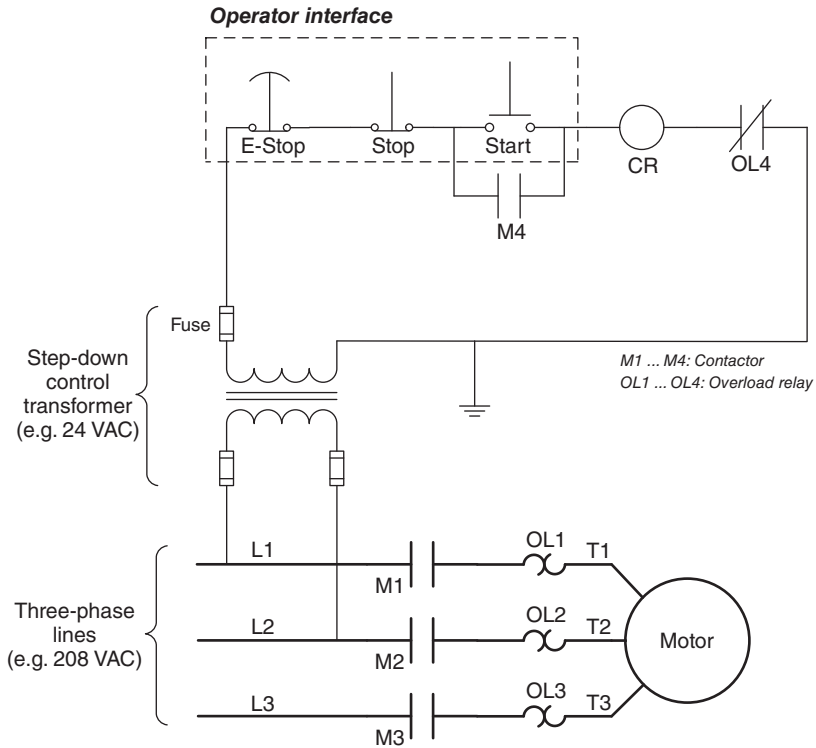 Operator interface
E-Stop
Stop
Start
CR
OL4
M4
Fuse
Step-down
control
transformer
(e.g. 24 VAC)
M1 ... M4: Contactor
OL1 ... OL4: Overload relay
Three-phase
lines
(e.g. 208 VAC)
L1
M1
OL1
T1
L2
M2
OL2
T2
Motor
L3
M3
OL3
T3